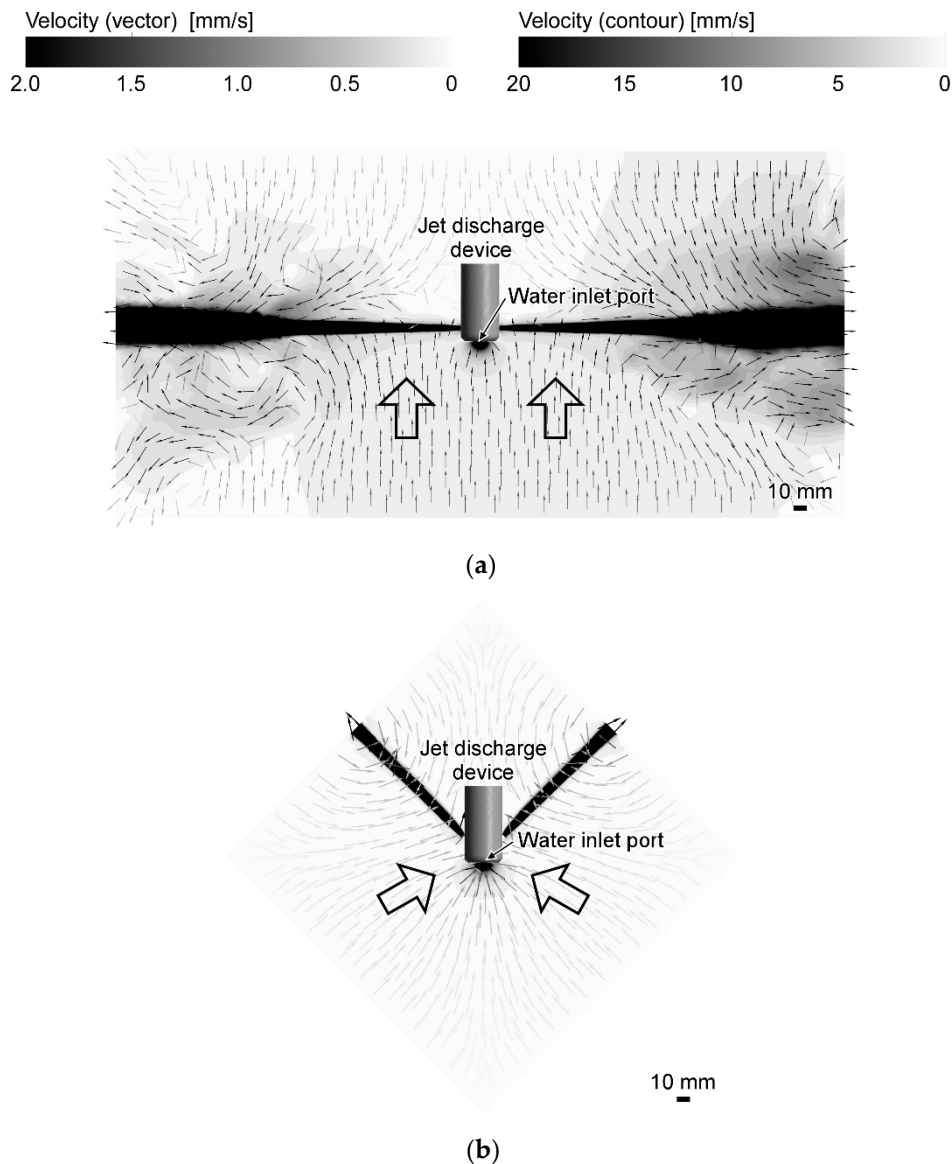 Velocity (vector) [mm/s]
2.0 1.5 1.0 0.5 0
Velocity (contour) [mm/s]
20 15 10 5 0
Jet discharge
device
Water inlet port
10 mm
(a)
Jet discharge
device
Water inlet port
10 mm
(b)